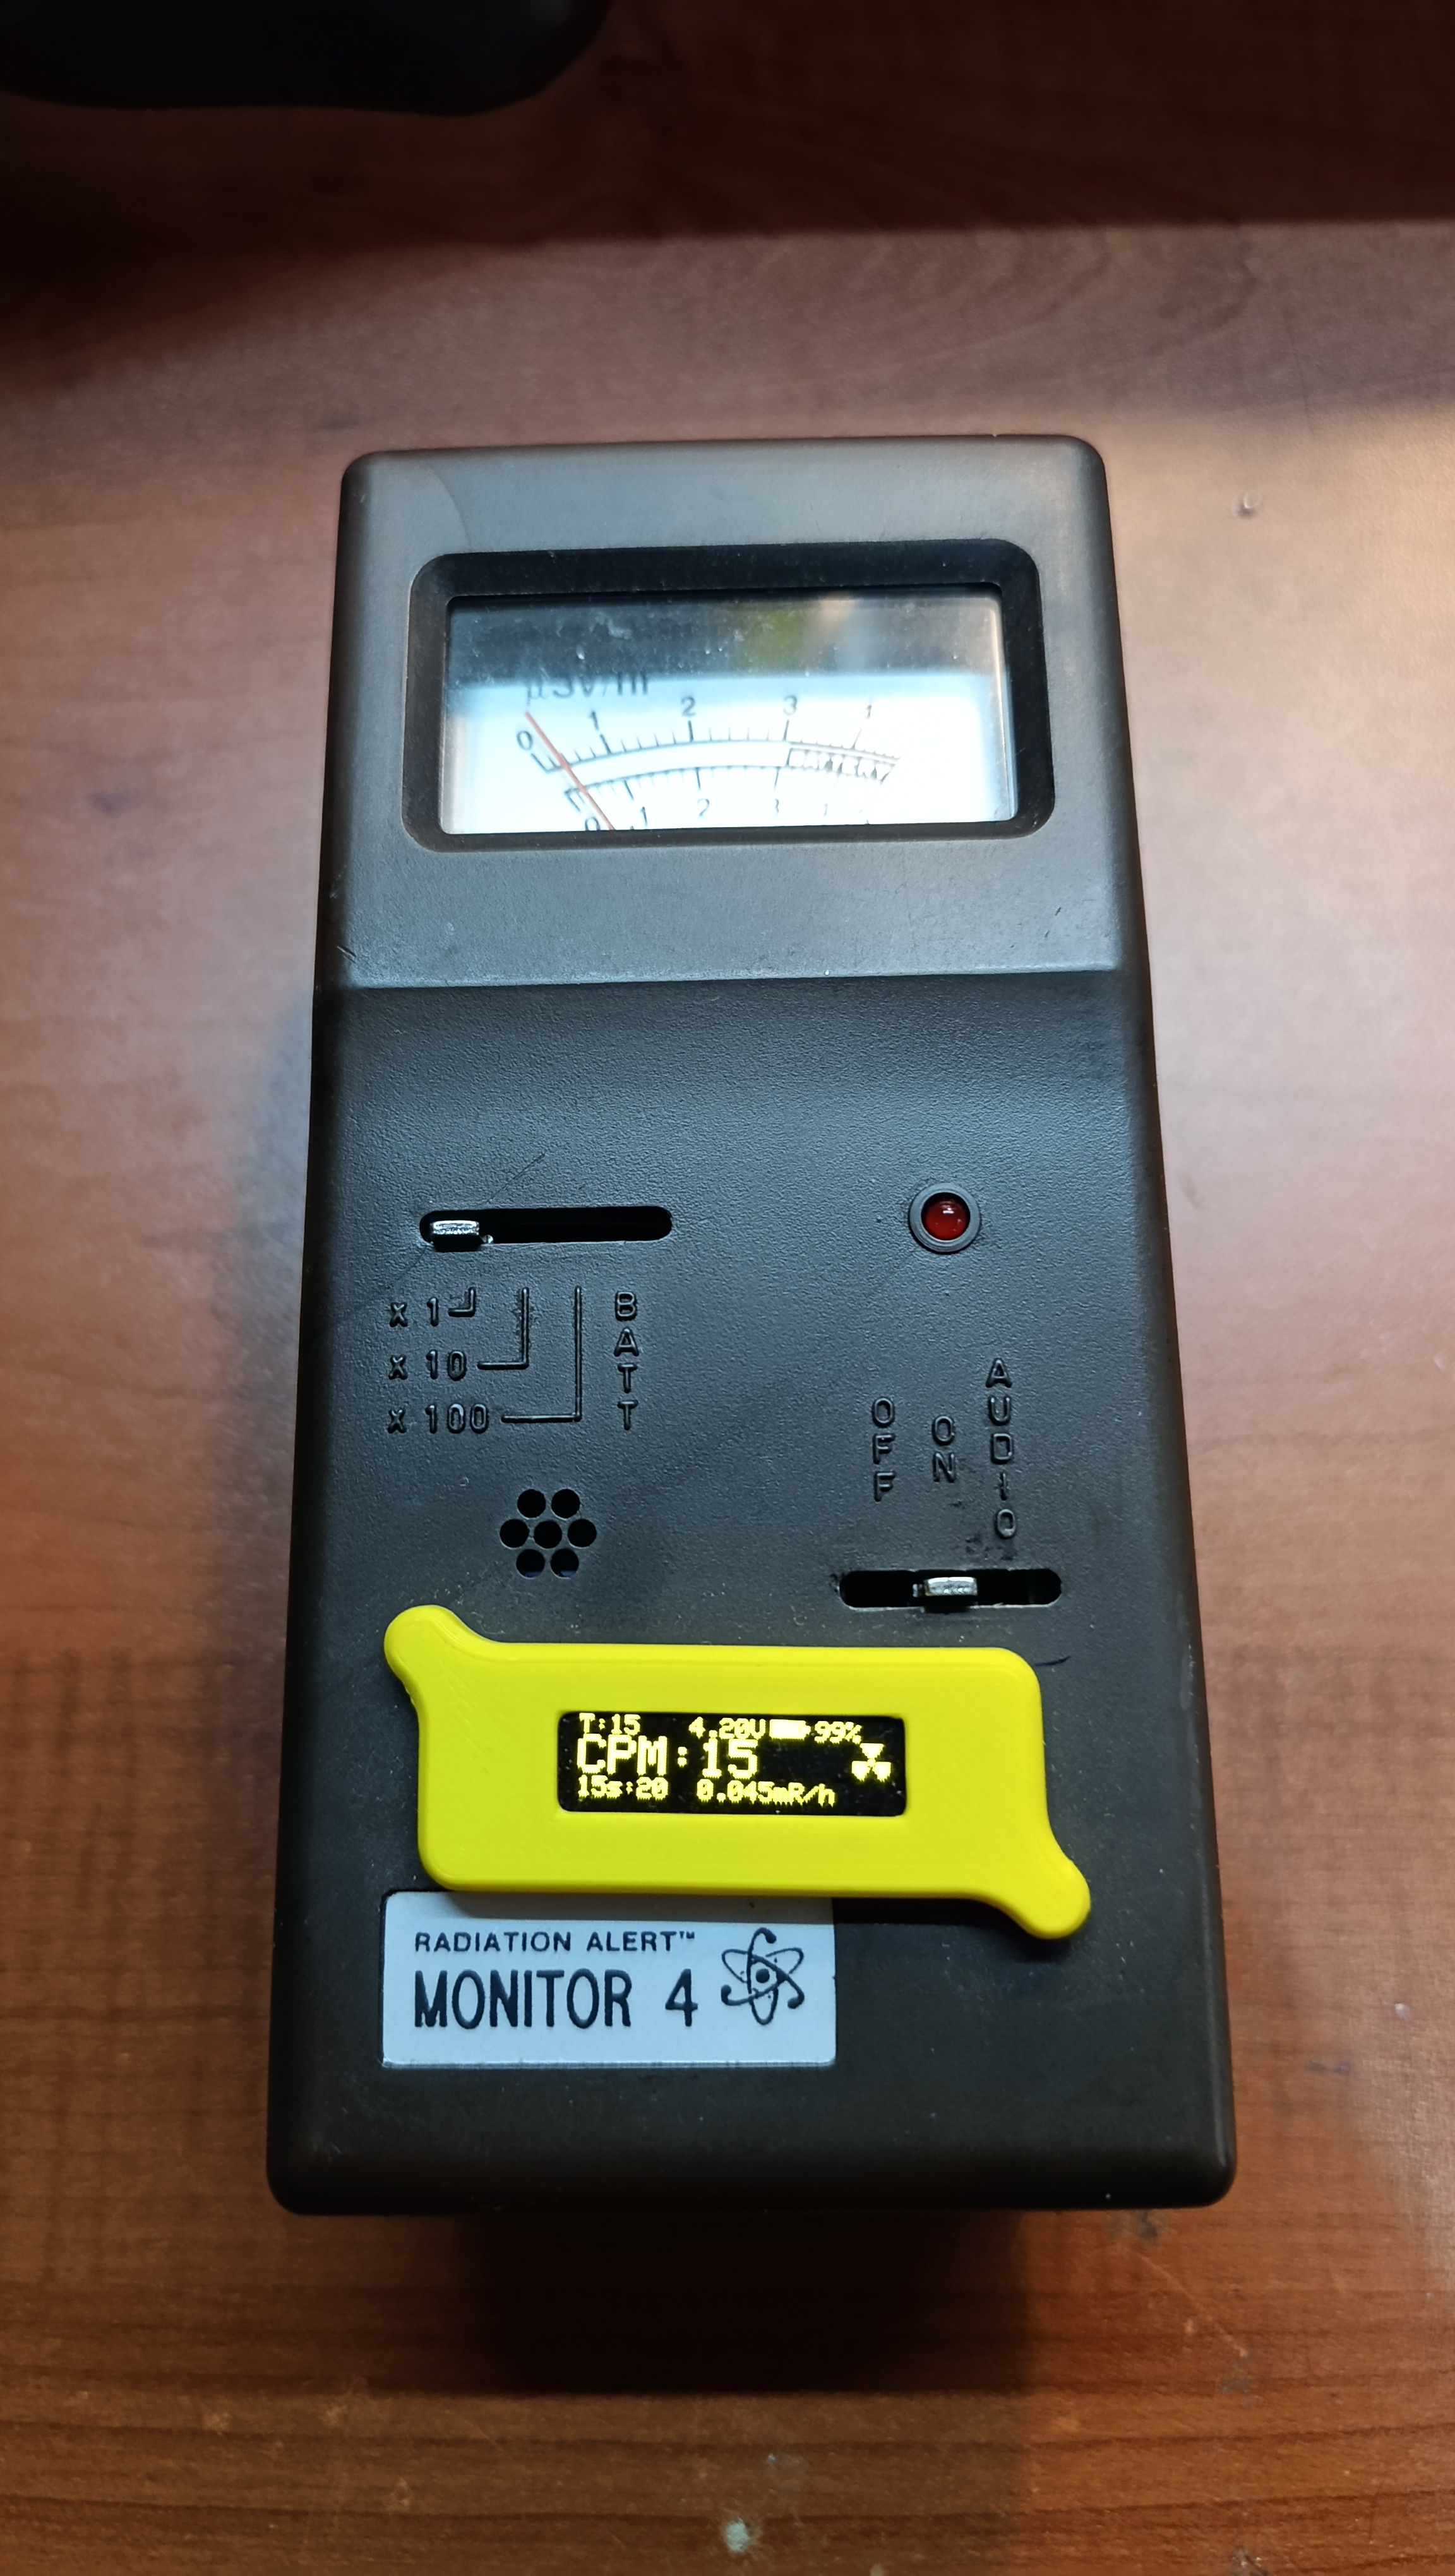 µSv/hr
0 1 2 3 4
BATTERY
0 .1 2 3
x 1
x 10
x 100
BATT
OFF
ON
AUDIO
T:15 4.20V 99%
CPM:15
15s:20 0.045mR/h
RADIATION ALERT™
MONITOR 4